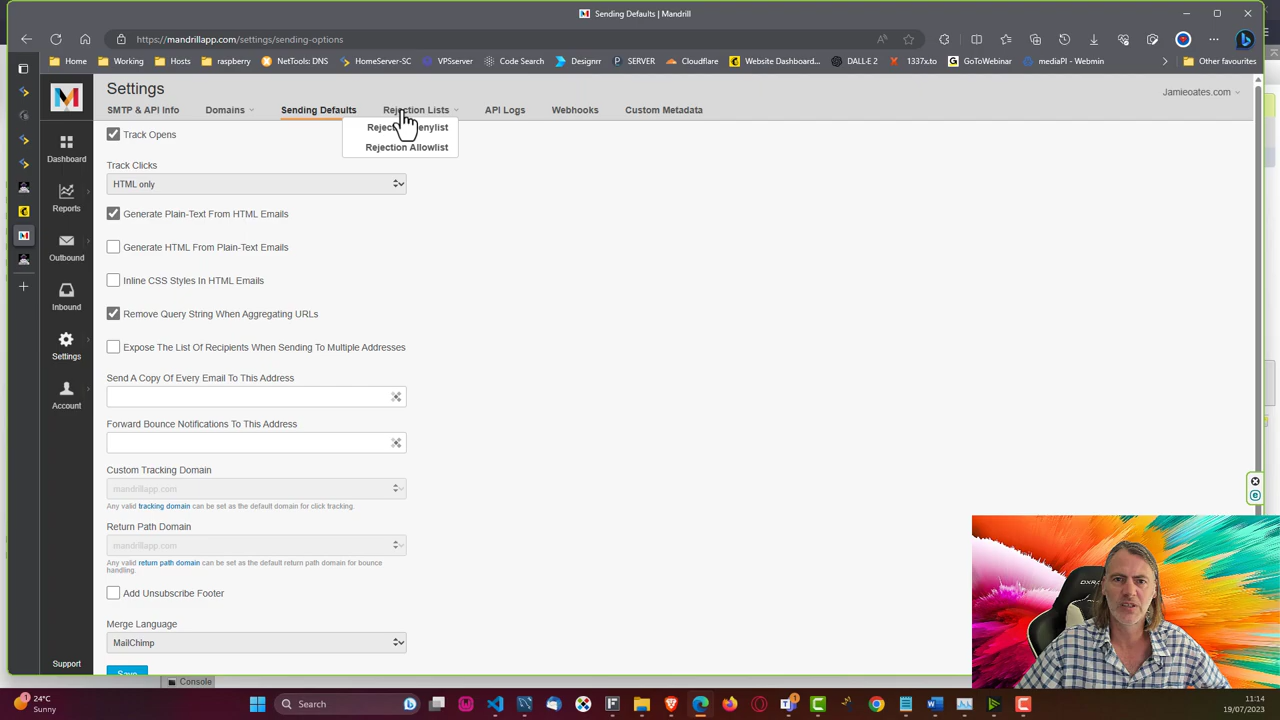 Sending Defaults | Mandrill
https://mandrillapp.com/settings/sending-options
Home
Working
Hosts
raspberry
NetTools: DNS
HomeServer-SC
VPServer
Code Search
Designrr
SERVER
Cloudflare
Website Dashboard...
DALL·E 2
1337x.to
GoToWebinar
mediaPI - Webmin
Other favourites
Settings
Jamieoates.com
SMTP & API Info
Domains
Sending Defaults
Rejection Lists
API Logs
Webhooks
Custom Metadata
Rejection Allowlist
Dashboard
Reports
Outbound
Inbound
Settings
Account
Support
Track Opens
Track Clicks
HTML only
Generate Plain-Text From HTML Emails
Generate HTML From Plain-Text Emails
Inline CSS Styles In HTML Emails
Remove Query String When Aggregating URLs
Expose The List Of Recipients When Sending To Multiple Addresses
Send A Copy Of Every Email To This Address
Forward Bounce Notifications To This Address
Custom Tracking Domain
mandrillapp.com
Any valid tracking domain can be set as the default domain for click tracking.
Return Path Domain
mandrillapp.com
Any valid return path domain can be set as the default return path domain for bounce
handling.
Add Unsubscribe Footer
Merge Language
MailChimp
Save
Console
24°C
Sunny
Search
11:14
19/07/2023